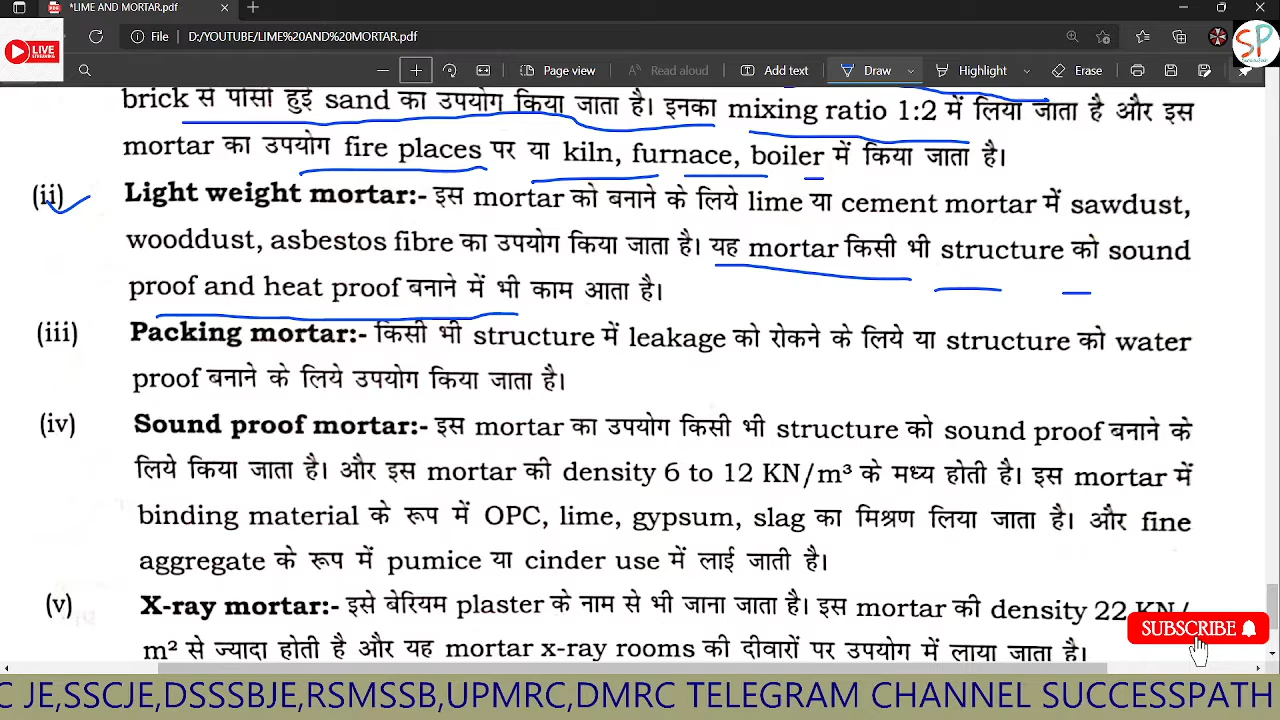 *LIME AND MORTAR.pdf
LIVE
File D:/YOUTUBE/LIME%20AND%20MORTAR.pdf
SP
Page view Read aloud Add text Draw Highlight Erase
brick से पीसी हुई sand का उपयोग किया जाता है। इनका mixing ratio 1:2 में लिया जाता है और इस
mortar का उपयोग fire places पर या kiln, furnace, boiler में किया जाता है।
(ii) Light weight mortar:- इस mortar को बनाने के लिये lime या cement mortar में sawdust,
wooddust, asbestos fibre का उपयोग किया जाता है। यह mortar किसी भी structure को sound
proof and heat proof बनाने में भी काम आता है।
(iii) Packing mortar:- किसी भी structure में leakage को रोकने के लिये या structure को water
proof बनाने के लिये उपयोग किया जाता है।
(iv) Sound proof mortar:- इस mortar का उपयोग किसी भी structure को sound proof बनाने के
लिये किया जाता है। और इस mortar की density 6 to 12 KN/m³ के मध्य होती है। इस mortar में
binding material के रूप में OPC, lime, gypsum, slag का मिश्रण लिया जाता है। और fine
aggregate के रूप में pumice या cinder use में लाई जाती है।
(v) X-ray mortar:- इसे बेरियम plaster के नाम से भी जाना जाता है। इस mortar की density 22 KN/
m² से ज्यादा होती है और यह mortar x-ray rooms की दीवारों पर उपयोग में लाया जाता है।
SUBSCRIBE
C JE,SSCJE,DSSSBJE,RSMSSB,UPMRC,DMRC TELEGRAM CHANNEL SUCCESSPATH